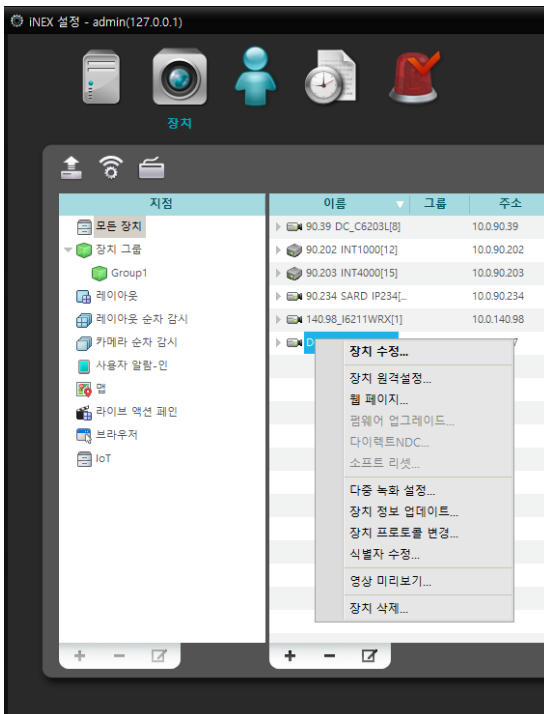 iNEX 설정 - admin(127.0.0.1)
장치
지점
이름 그룹 주소
모든 장치
장치 그룹
Group1
레이아웃
레이아웃 순차 감시
카메라 순차 감시
사용자 알람-인
맵
라이브 액션 페인
브라우저
IoT
90.39 DC_C6203L[8] 10.0.90.39
90.202 INT1000[12] 10.0.90.202
90.203 INT4000[15] 10.0.90.203
90.234 SARD IP234[... 10.0.90.234
140.98_I6211WRX[1] 10.0.140.98
D
장치 수정...
장치 원격설정...
웹 페이지...
펌웨어 업그레이드...
다이렉트NDC...
소프트 리셋...
다중 녹화 설정...
장치 정보 업데이트...
장치 프로토콜 변경...
식별자 수정...
영상 미리보기...
장치 삭제...